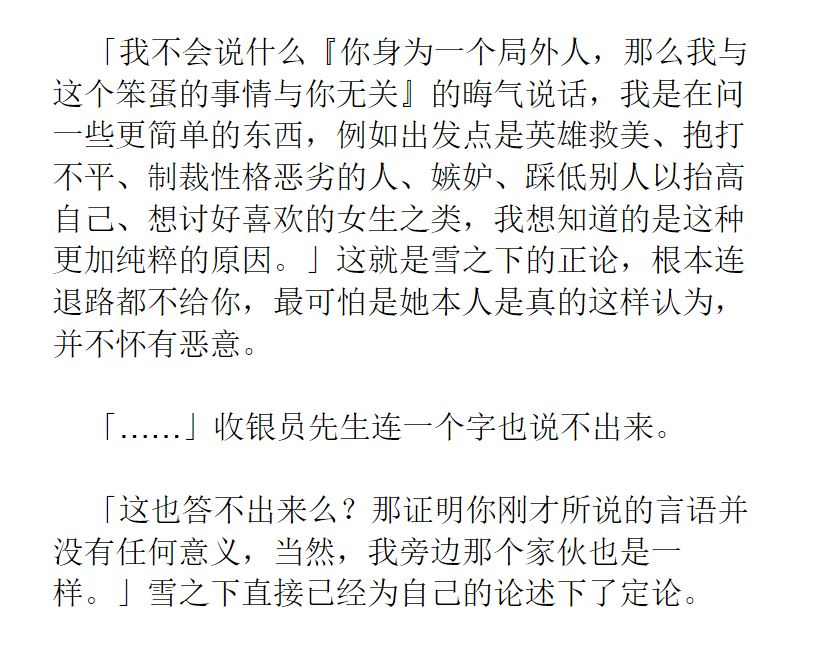 「我不会说什么『你身为一个局外人，那么我与
这个笨蛋的事情与你无关』的晦气说话，我是在问
一些更简单的东西，例如出发点是英雄救美、抱打
不平、制裁性格恶劣的人、嫉妒、踩低别人以抬高
自己、想讨好喜欢的女生之类，我想知道的是这种
更加纯粹的原因。」这就是雪之下的正论，根本连
退路都不给你，最可怕是她本人是真的这样认为，
并不怀有恶意。
「……」收银员先生连一个字也说不出来。
「这也答不出来么？那证明你刚才所说的言语并
没有任何意义，当然，我旁边那个家伙也是一
样。」雪之下直接已经为自己的论述下了定论。